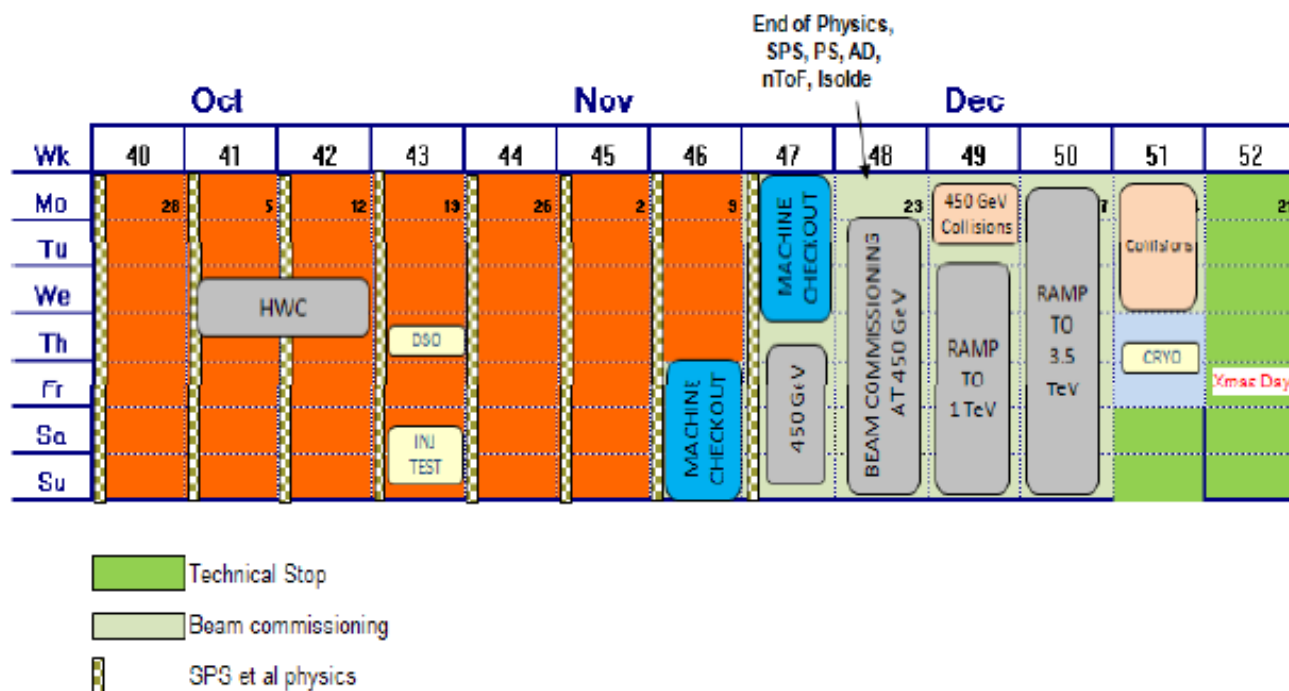 End of Physics,
SPS, PS, AD,
nToF, Isolde
Oct Nov Dec
Wk 40 41 42 43 44 45 46 47 48 49 50 51 52
Mo 28 5 12 19 26 2 9 23 7 21
Tu
We
Th
Fr
Sa
Su
HWC
DSO
INJ
TEST
MACHINE
CHECKOUT
MACHINE
CHECKOUT
450 GeV
BEAM COMMISSIONING
AT 450 GeV
450 GeV
Collisions
RAMP
TO
1 TeV
RAMP
TO
3.5
TeV
Collisions
CRYO
Xmas Day
Technical Stop
Beam commissioning
SPS et al physics